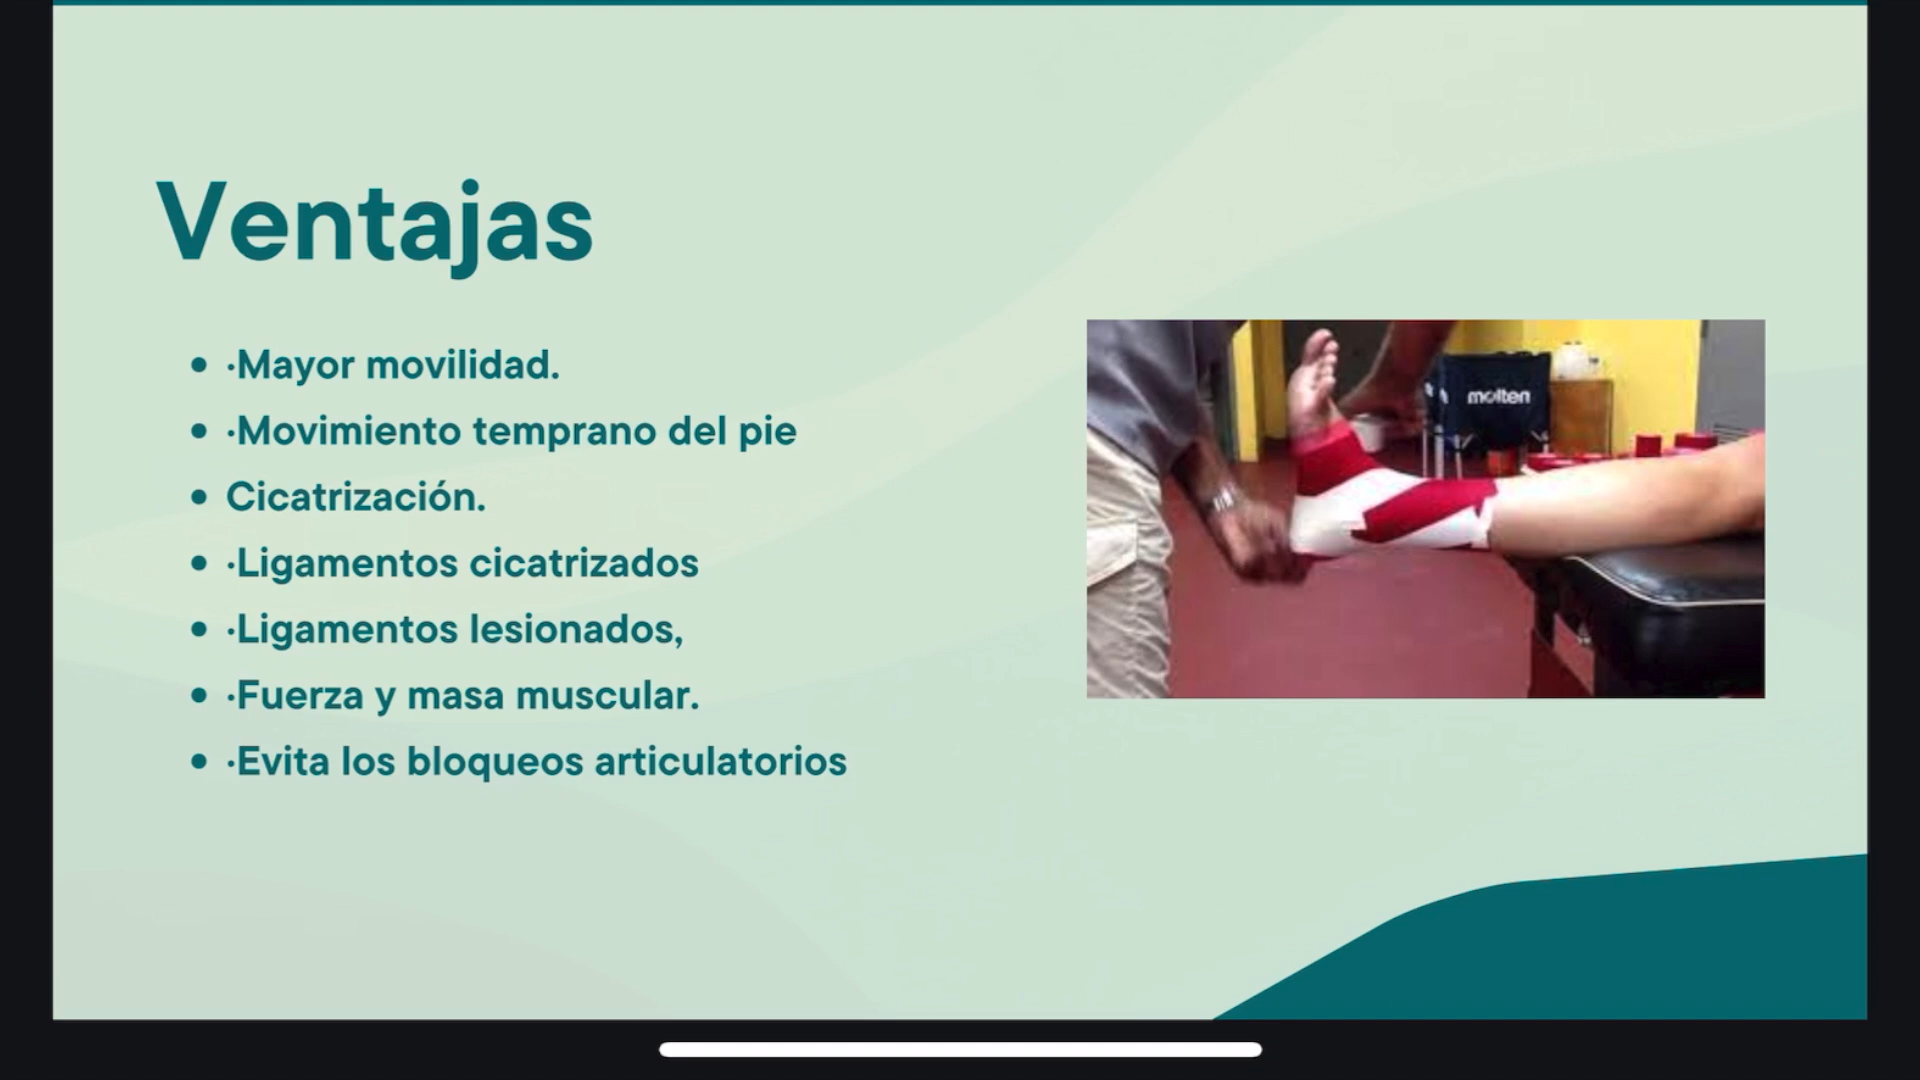 Ventajas
• ·Mayor movilidad.
• ·Movimiento temprano del pie
• Cicatrización.
• ·Ligamentos cicatrizados
• ·Ligamentos lesionados,
• ·Fuerza y masa muscular.
• ·Evita los bloqueos articulatorios
molten